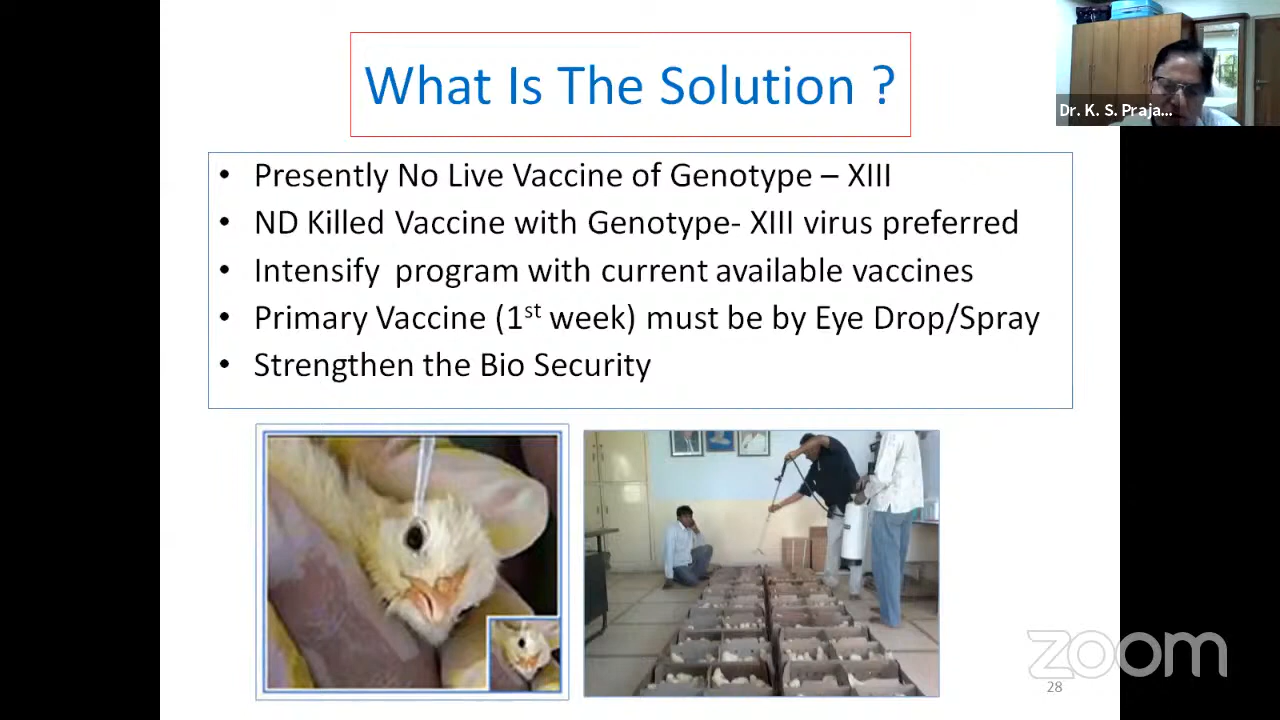 What Is The Solution ?
Dr. K. S. Praja...
• Presently No Live Vaccine of Genotype – XIII
• ND Killed Vaccine with Genotype- XIII virus preferred
• Intensify program with current available vaccines
• Primary Vaccine (1st week) must be by Eye Drop/Spray
• Strengthen the Bio Security
zoom
28